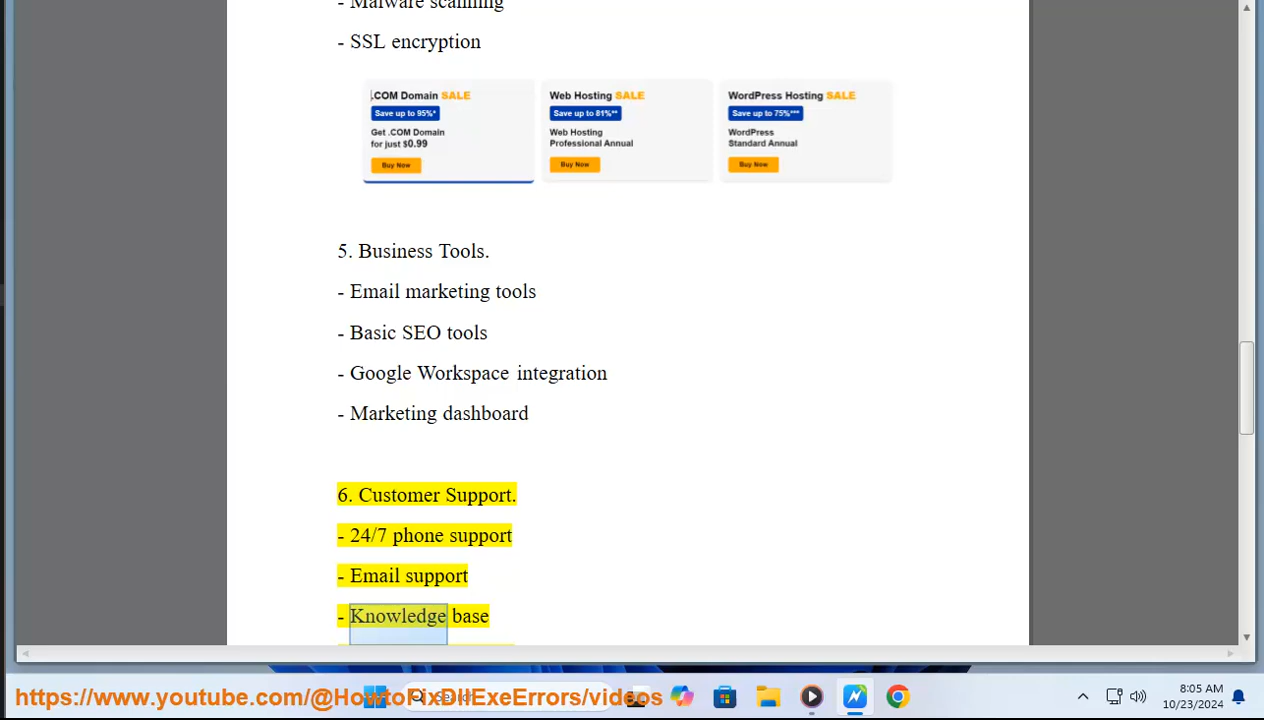 - Malware scanning
- SSL encryption
.COM Domain SALE
Save up to 95%*
Get .COM Domain
for just $0.99
Buy Now
Web Hosting SALE
Save up to 81%**
Web Hosting
Professional Annual
Buy Now
WordPress Hosting SALE
Save up to 75%***
WordPress
Standard Annual
Buy Now
5. Business Tools.
- Email marketing tools
- Basic SEO tools
- Google Workspace integration
- Marketing dashboard
6. Customer Support.
- 24/7 phone support
- Email support
- Knowledge base
https://www.youtube.com/@HowtoFixDllExeErrors/videos
8:05 AM
10/23/2024